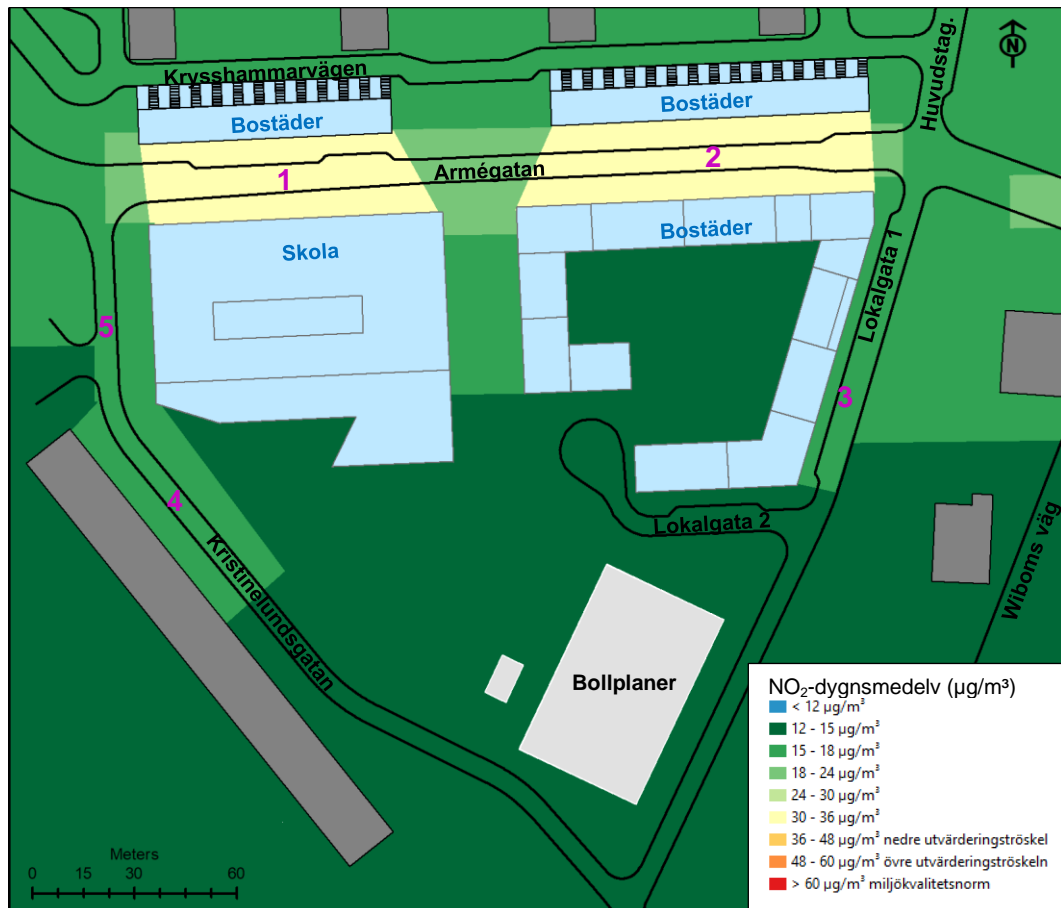 N
Huvudstag.
Krysshammarvägen
Bostäder
Bostäder
1
Armégatan
2
Skola
Bostäder
Lokalgata 1
5
3
4
Kristinelundsgatan
Lokalgata 2
Wiboms väg
Bollplaner
NO₂-dygnsmedelv (µg/m³)
< 12 µg/m³
12 - 15 µg/m³
15 - 18 µg/m³
18 - 24 µg/m³
24 - 30 µg/m³
30 - 36 µg/m³
36 - 48 µg/m³ nedre utvärderingströskel
48 - 60 µg/m³ övre utvärderingströskeln
> 60 µg/m³ miljökvalitetsnorm
Meters
0 15 30 60